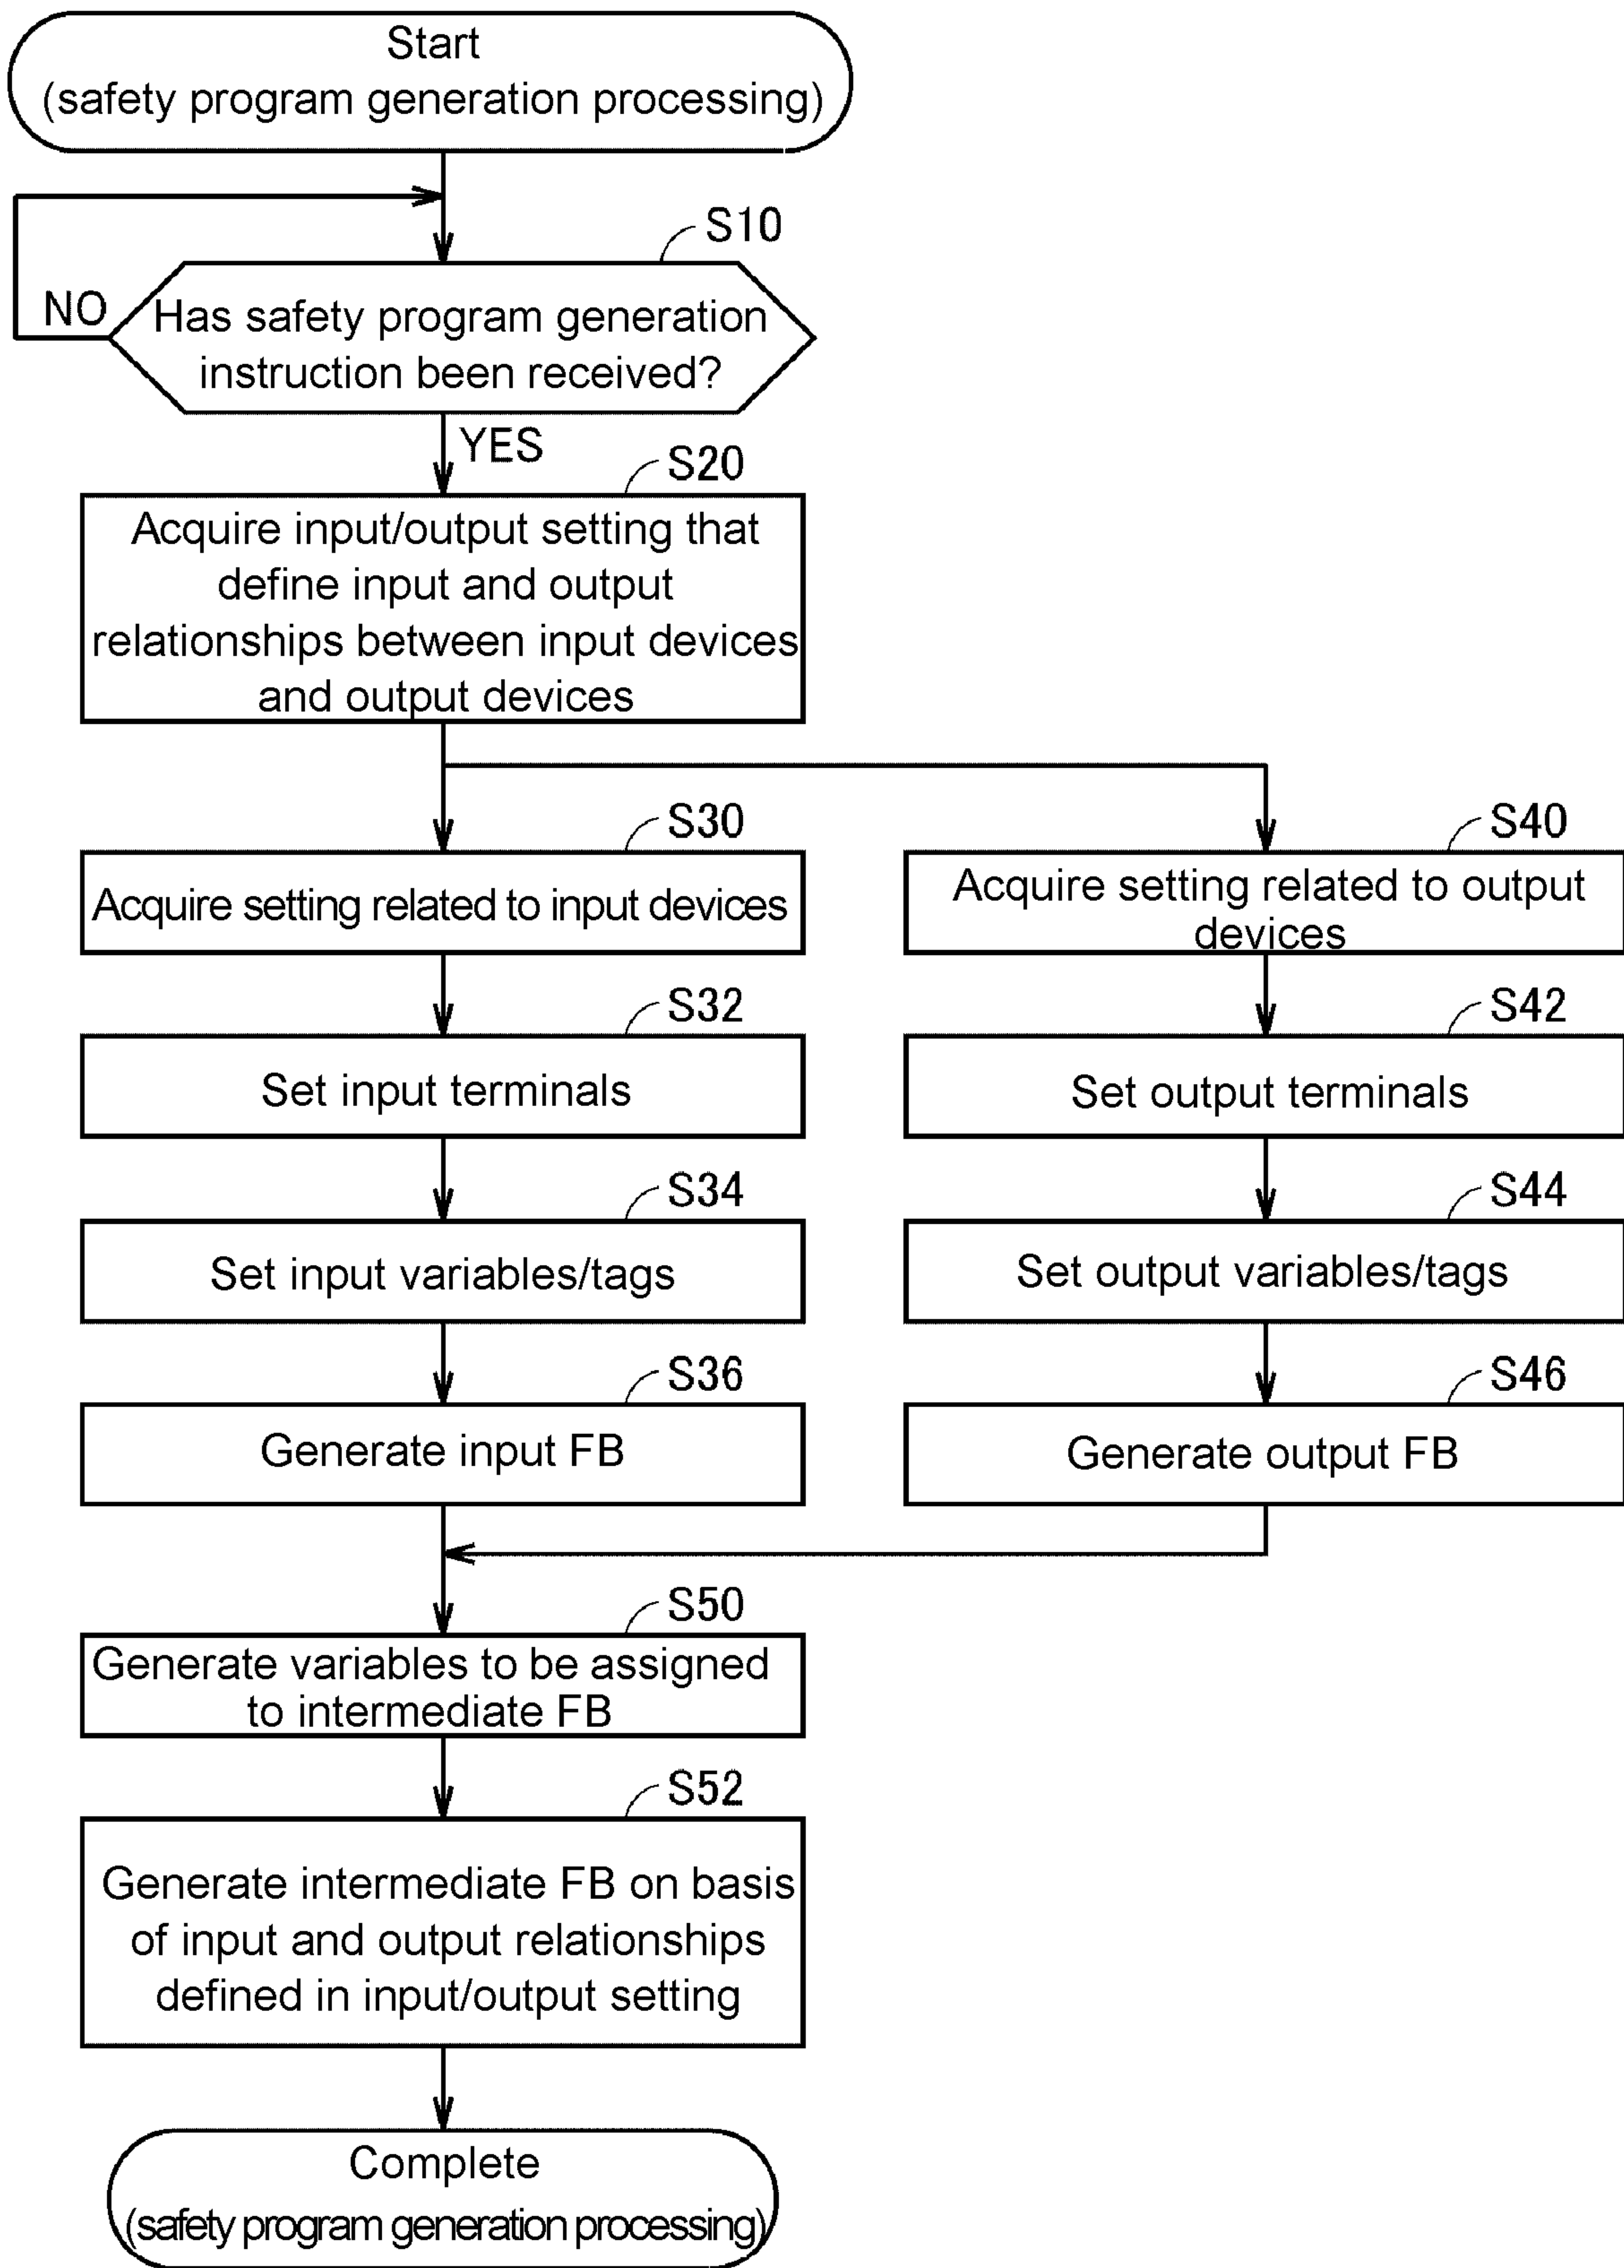 Start
(safety program generation processing)
S10
NO
Has safety program generation
instruction been received?
YES
S20
Acquire input/output setting that
define input and output
relationships between input devices
and output devices
S30
Acquire setting related to input devices
S40
Acquire setting related to output
devices
S32
Set input terminals
S42
Set output terminals
S34
Set input variables/tags
S44
Set output variables/tags
S36
Generate input FB
S46
Generate output FB
S50
Generate variables to be assigned
to intermediate FB
S52
Generate intermediate FB on basis
of input and output relationships
defined in input/output setting
Complete
(safety program generation processing)